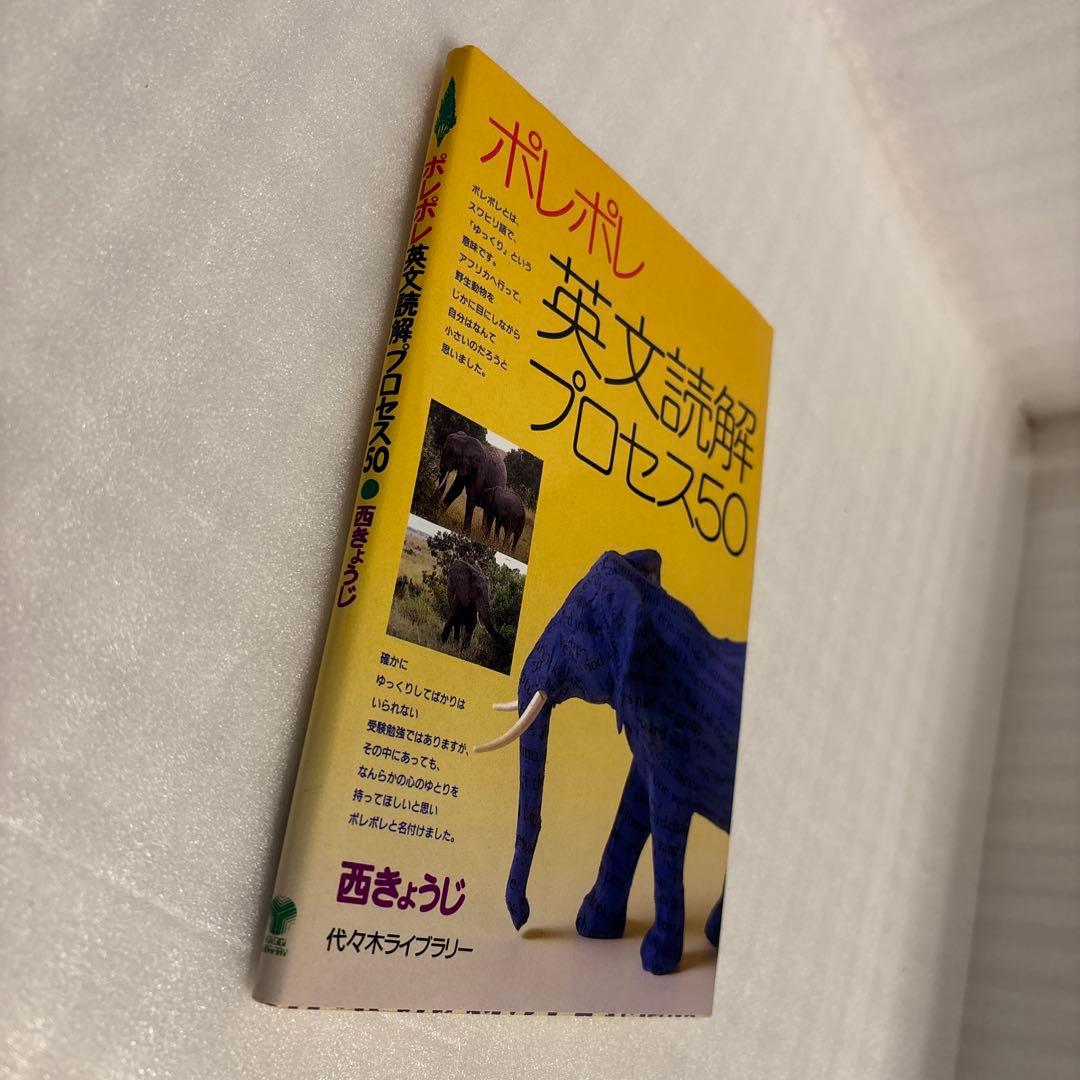 ポレポレ英文読解プロセス50●西きょうじ
ポレポレ
ポレポレとは、
スワヒリ語で、
「ゆっくり」という
意味です。
アフリカへ行って、
野生動物を
じかに目にしながら
自分はなんて
小さいのだろうと
思いました。
英文読解
プロセス50
確かに
ゆっくりしてばかりは
いられない
受験勉強ではありますが、
その中にあっても、
なんらかの心のゆとりを
持ってほしいと思い
ポレポレと名付けました。
西きょうじ
代々木ライブラリー